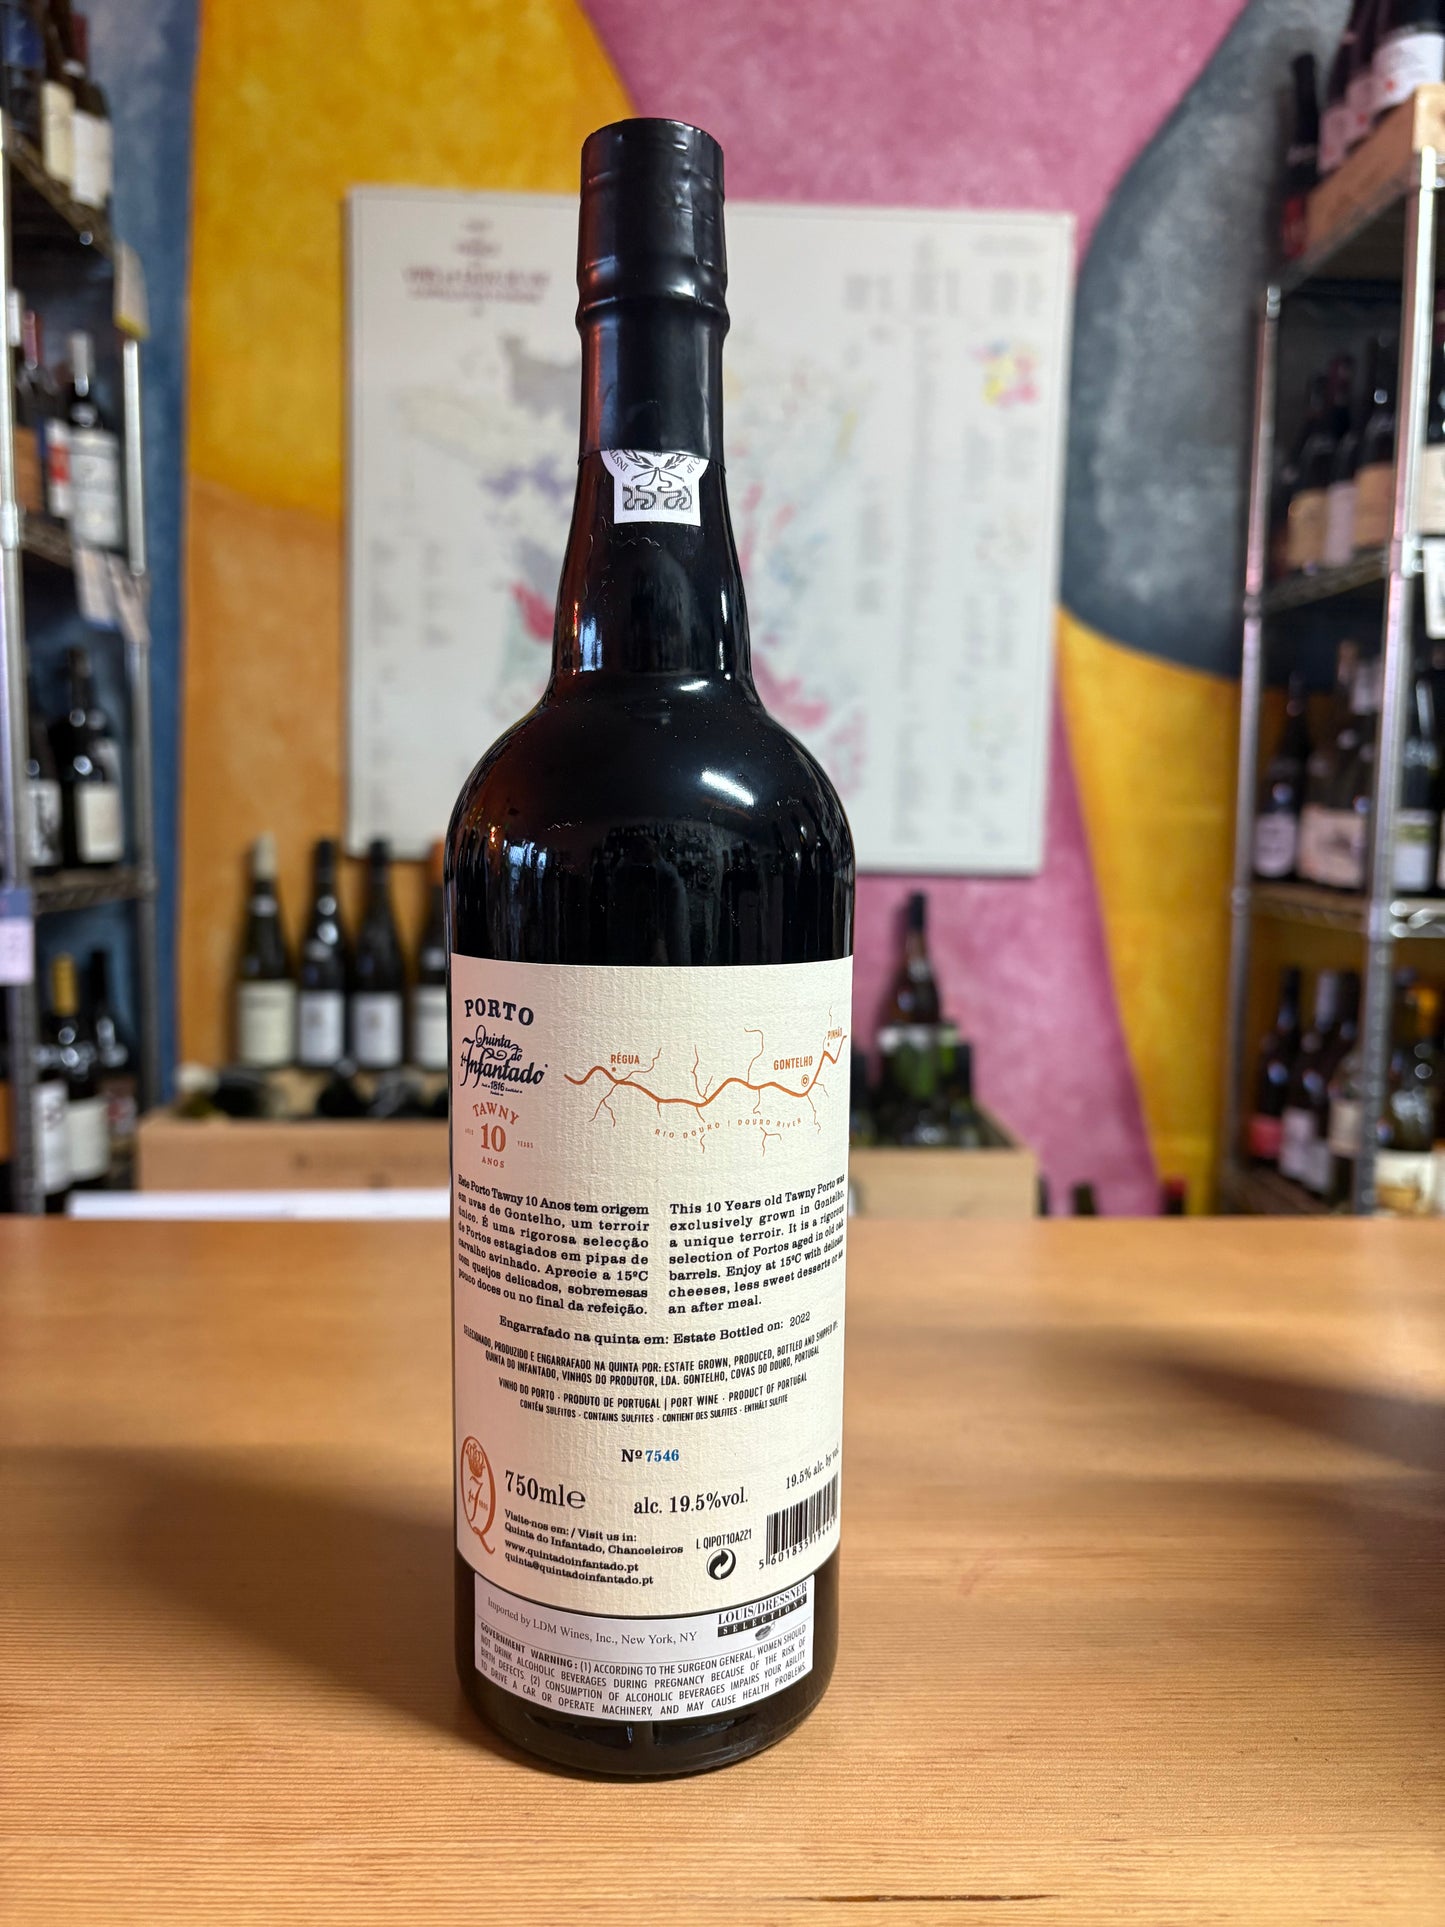 PORTO
Quinta
do
Infantado
1816
TAWNY
10
YEARS
ANOS
RÉGUA
GONTELHO
PINHÃO
RIO DOURO | DOURO RIVER
Este Porto Tawny 10 Anos tem origem
em uvas de Gontelho, um terroir
único. É uma rigorosa selecção
de Portos estagiados em pipas de
carvalho avinhado. Aprecie a 15ºC
com queijos delicados, sobremesas
pouco doces ou no final da refeição.
This 10 Years old Tawny Porto was
exclusively grown in Gontelho,
a unique terroir. It is a rigorous
selection of Portos aged in old oak
barrels. Enjoy at 15ºC with delicate
cheeses, less sweet desserts or as
an after meal.
Engarrafado na quinta em: Estate Bottled on: 2022
SELECIONADO, PRODUZIDO E ENGARRAFADO NA QUINTA POR: ESTATE GROWN, PRODUCED, BOTTLED AND SHIPPED BY:
QUINTA DO INFANTADO, VINHOS DO PRODUTOR, LDA. GONTELHO, COVAS DO DOURO, PORTUGAL
VINHO DO PORTO · PRODUTO DE PORTUGAL | PORT WINE · PRODUCT OF PORTUGAL
CONTÉM SULFITOS · CONTAINS SULFITES · CONTIENT DES SULFITES · ENTHÄLT SULFITE
Nº 7546
750ml℮
alc. 19.5%vol.
19.5% alc. by vol.
Visite-nos em: / Visit us in:
Quinta do Infantado, Chanceleiros
www.quintadoinfantado.pt
quinta@quintadoinfantado.pt
L QIPOT10A221
Imported by LDM Wines, Inc., New York, NY
LOUIS/DRESSNER
SELECTIONS
GOVERNMENT WARNING: (1) ACCORDING TO THE SURGEON GENERAL, WOMEN SHOULD
NOT DRINK ALCOHOLIC BEVERAGES DURING PREGNANCY BECAUSE OF THE RISK OF
BIRTH DEFECTS. (2) CONSUMPTION OF ALCOHOLIC BEVERAGES IMPAIRS YOUR ABILITY
TO DRIVE A CAR OR OPERATE MACHINERY, AND MAY CAUSE HEALTH PROBLEMS.